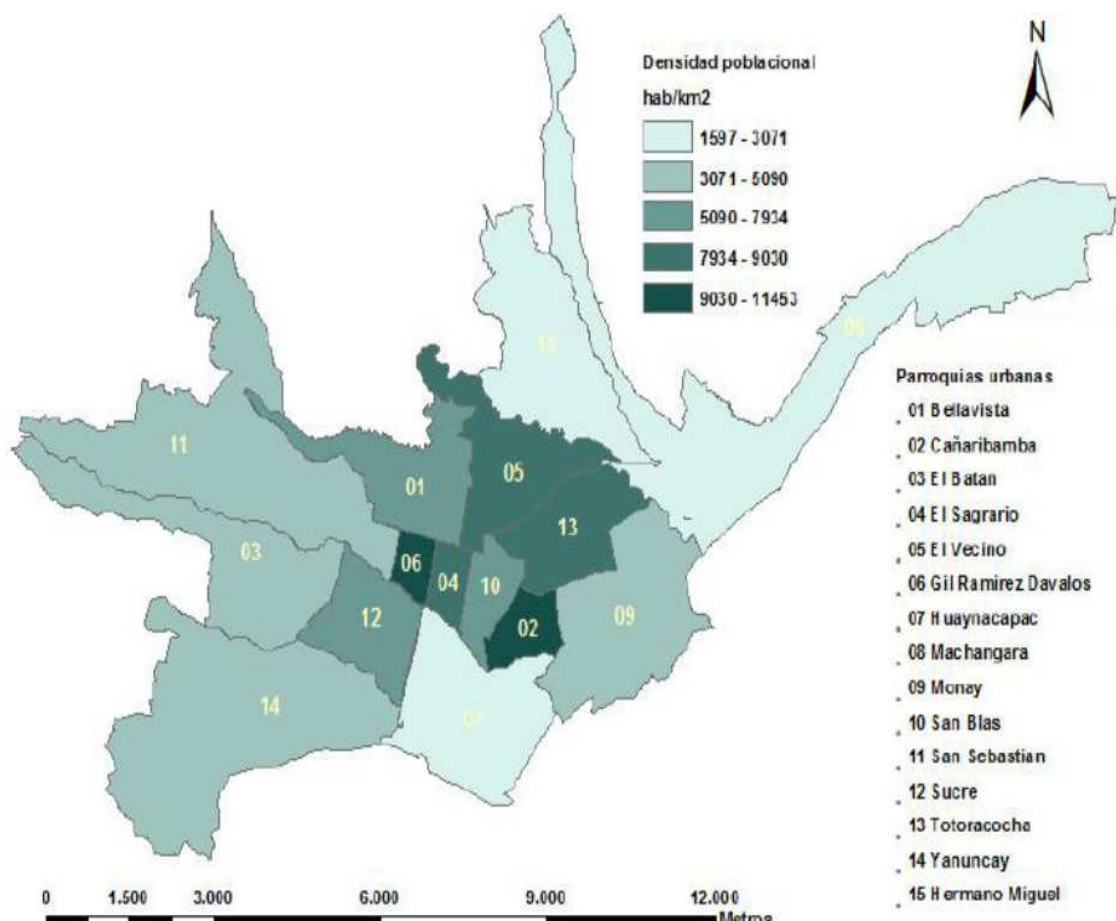 N
Densidad poblacional
hab/km2
1597 - 3071
3071 - 5090
5090 - 7934
7934 - 9030
9030 - 11453
15
08
11
01
05
13
03
06
04
10
12
02
09
14
07
Parroquias urbanas
01 Bellavista
02 Cañaribamba
03 El Batan
04 El Sagrario
05 El Vecino
06 Gil Ramirez Davalos
07 Huaynacapac
08 Machangara
09 Monay
10 San Blas
11 San Sebastian
12 Sucre
13 Totoracocha
14 Yanuncay
15 Hermano Miguel
0 1.500 3.000 6.000 9.000 12.000
Metros